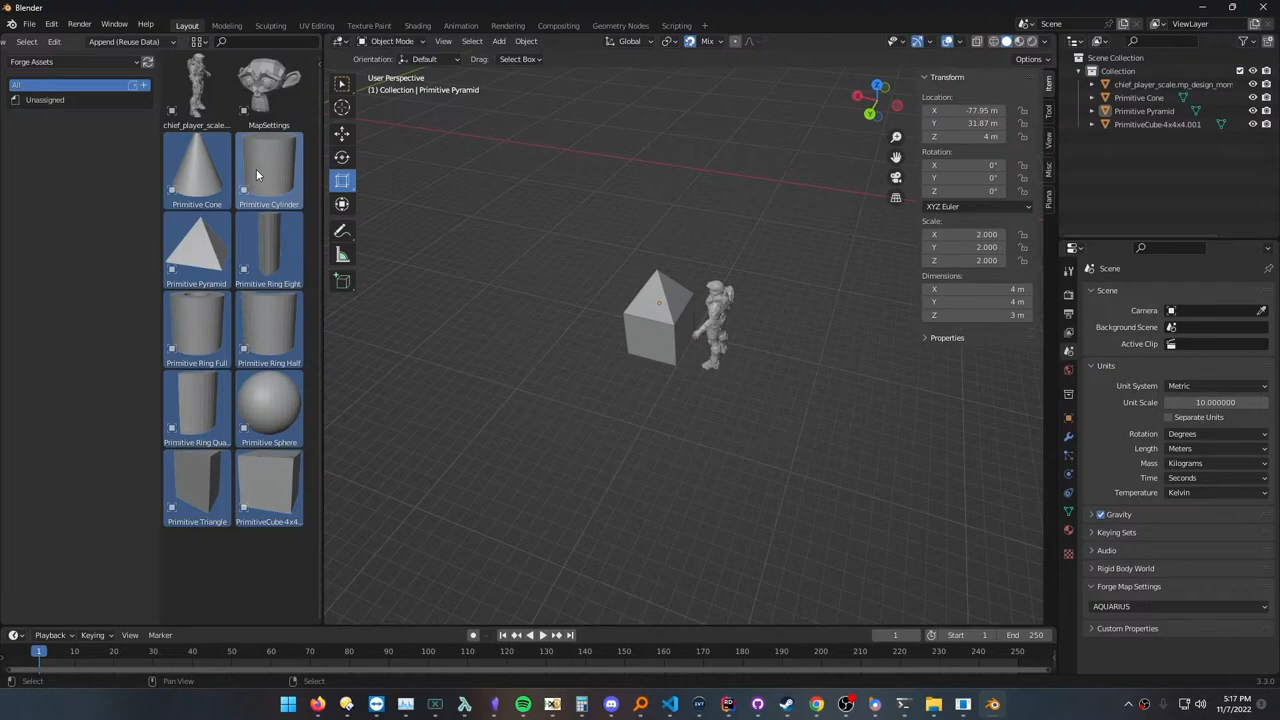 Blender
File Edit Render Window Help Layout Modeling Sculpting UV Editing Texture Paint Shading Animation Rendering Compositing Geometry Nodes Scripting + Scene ViewLayer
Select Edit Append (Reuse Data)
Forge Assets
All
Unassigned
chief_player_scale... MapSettings
Primitive Cone Primitive Cylinder
Primitive Pyramid Primitive Ring Eight
Primitive Ring Full Primitive Ring Half
Primitive Ring Qua... Primitive Sphere
Primitive Triangle PrimitiveCube-4x4...
Object Mode View Select Add Object Global Mix
Orientation: Default Drag: Select Box Options
User Perspective
(1) Collection | Primitive Pyramid
X
Y
Z
Transform
Location:
X -77.95 m
Y 31.87 m
Z 4 m
Rotation:
X 0°
Y 0°
Z 0°
XYZ Euler
Scale:
X 2.000
Y 2.000
Z 2.000
Dimensions:
X 4 m
Y 4 m
Z 3 m
Properties
Item
Tool
View
Misc
Scene Collection
Collection
chief_player_scale.mp_design_mom
Primitive Cone
Primitive Pyramid
PrimitiveCube-4x4x4.001
Scene
Scene
Camera
Background Scene
Active Clip
Units
Unit System Metric
Unit Scale 10.000000
Separate Units
Rotation Degrees
Length Meters
Mass Kilograms
Time Seconds
Temperature Kelvin
Gravity
Keying Sets
Audio
Rigid Body World
Forge Map Settings
AQUARIUS
Custom Properties
Playback Keying View Marker 1 Start 1 End 250
1 10 20 30 40 50 60 70 80 90 100 110 120 130 140 150 160 170 180 190 200 210 220 230 240 250
Select Pan View Select 3.3.0
5:17 PM
11/7/2022